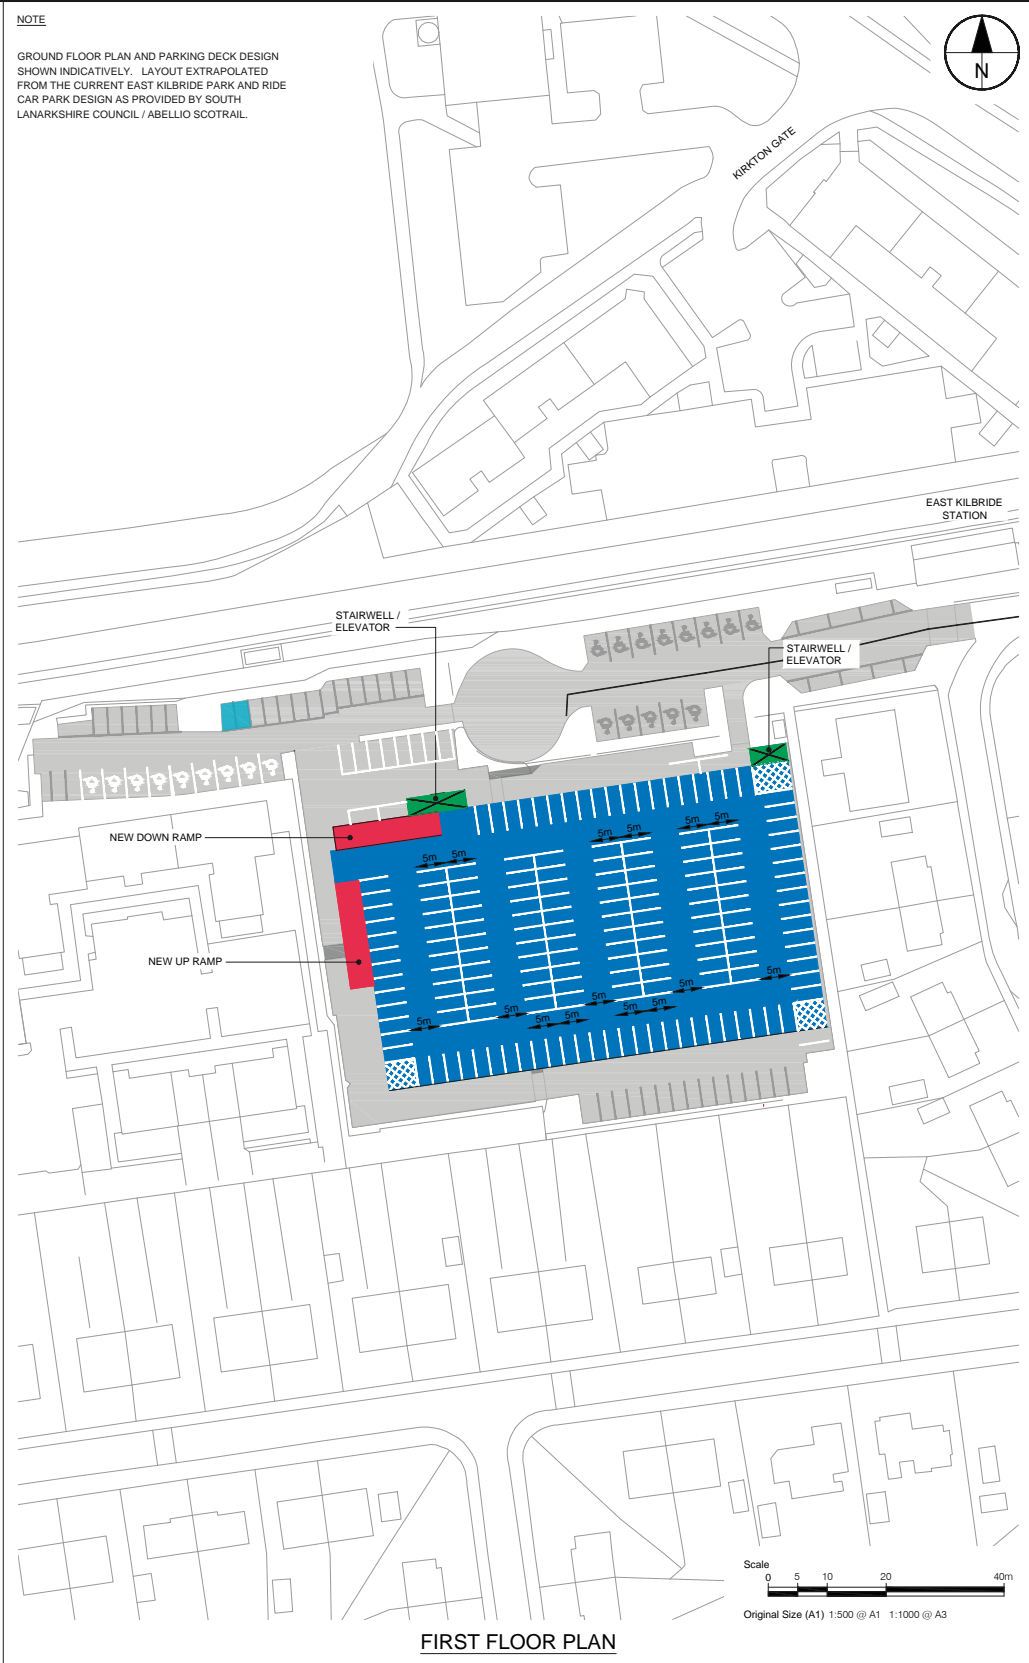 NOTE
GROUND FLOOR PLAN AND PARKING DECK DESIGN
SHOWN INDICATIVELY. LAYOUT EXTRAPOLATED
FROM THE CURRENT EAST KILBRIDE PARK AND RIDE
CAR PARK DESIGN AS PROVIDED BY SOUTH
LANARKSHIRE COUNCIL / ABELLIO SCOTRAIL.
N
KIRKTON GATE
EAST KILBRIDE
STATION
STAIRWELL /
ELEVATOR
STAIRWELL /
ELEVATOR
NEW DOWN RAMP
5m 5m
5m 5m
5m 5m
NEW UP RAMP
5m
5m
5m
5m
5m
5m
5m
5m
5m
Scale
0 5 10 20 40m
Original Size (A1) 1:500 @ A1 1:1000 @ A3
FIRST FLOOR PLAN